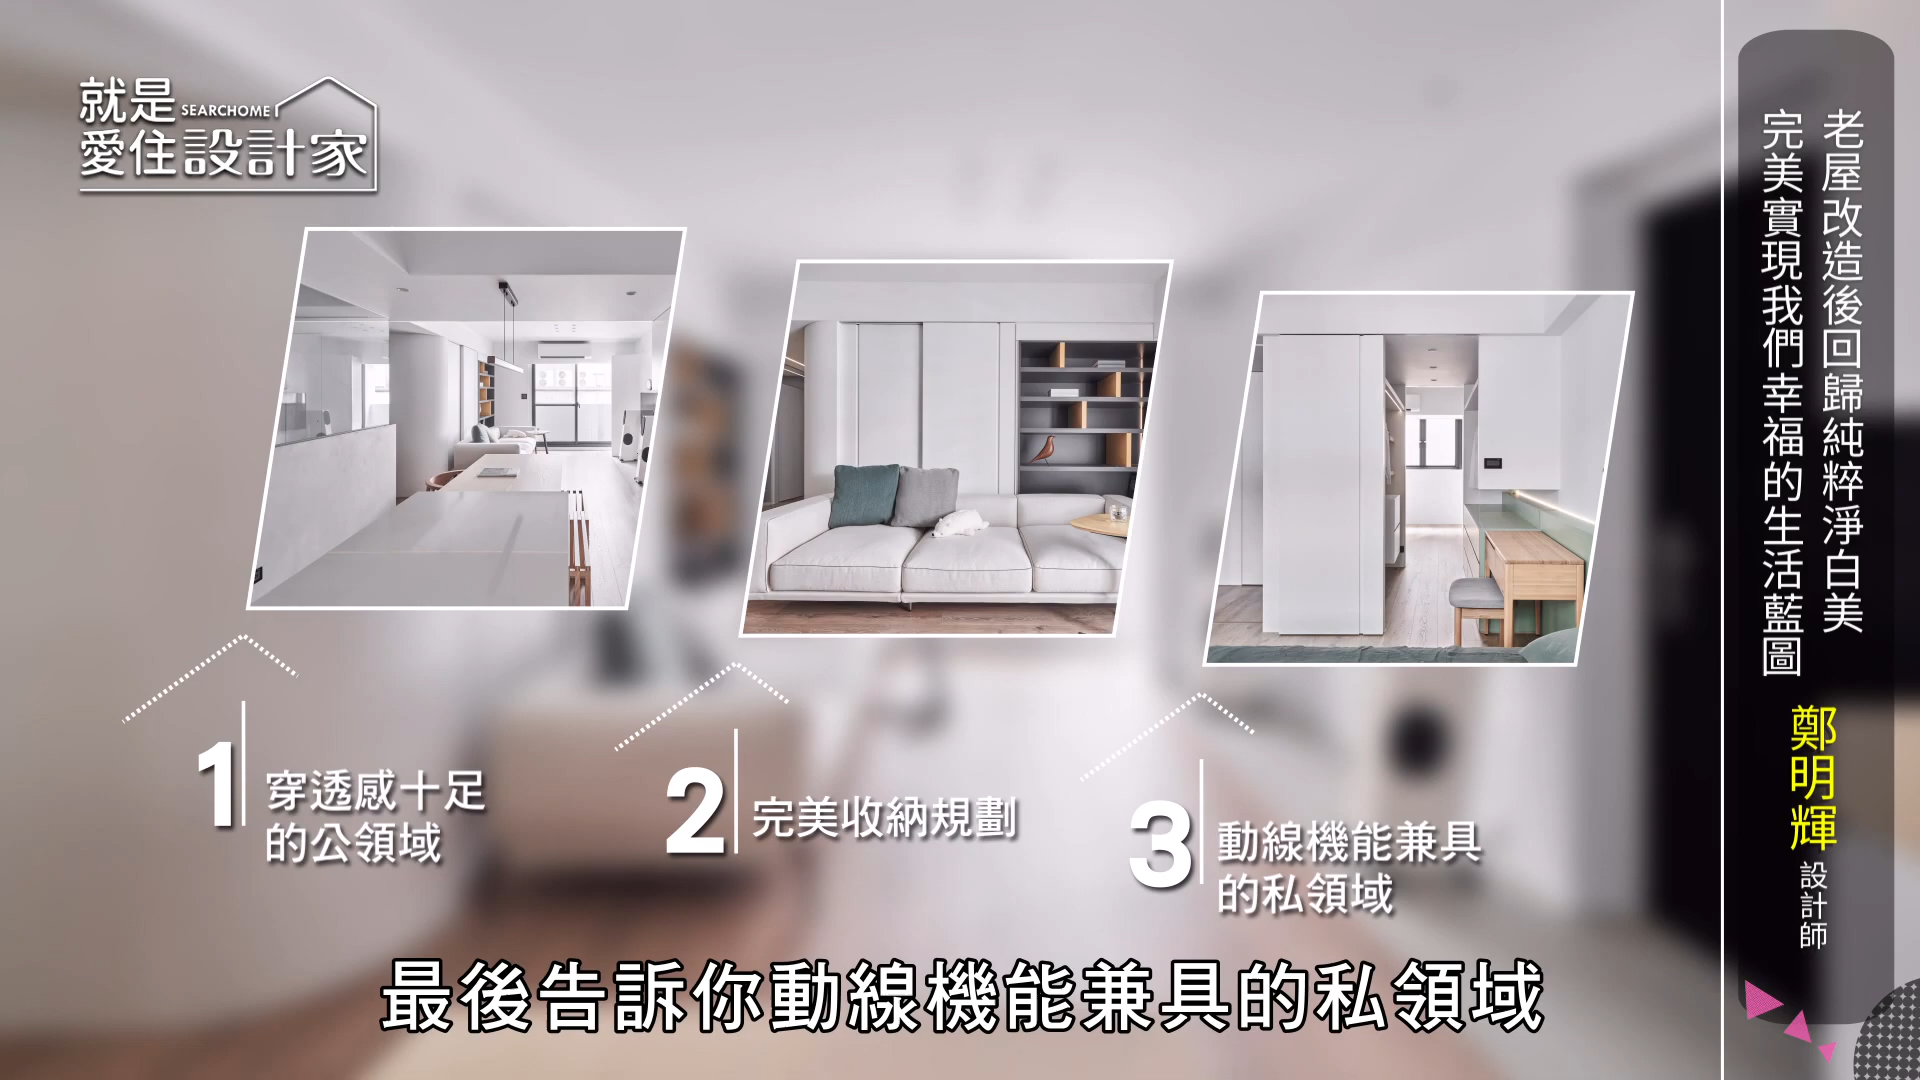 就是
SEARCHOME
愛住設計家
老屋改造後回歸純粹淨白美
完美實現我們幸福的生活藍圖
鄭明輝
設計師
1
穿透感十足
的公領域
2
完美收納規劃
3
動線機能兼具
的私領域
最後告訴你動線機能兼具的私領域